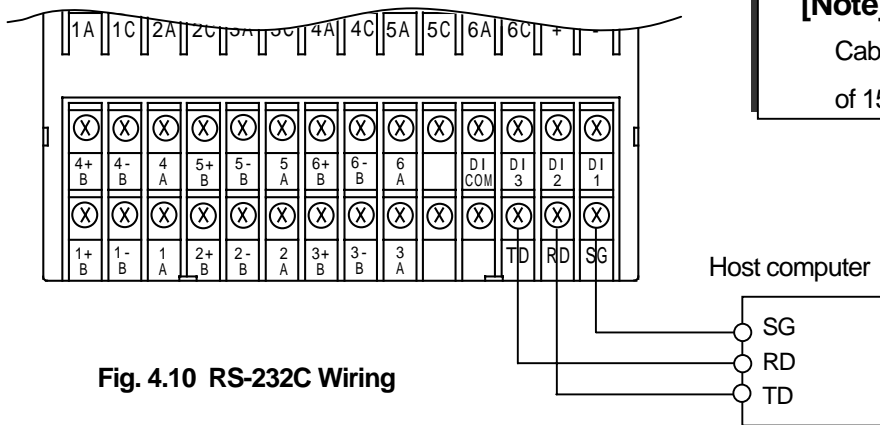 [Note]
Cab
of 15
1A 1C 2A 2C 3A 3C 4A 4C 5A 5C 6A 6C + -
4+ 4- 4 5+ 5- 5 6+ 6- 6 DI DI DI DI
B B A B B A B B A COM 3 2 1
1+ 1- 1 2+ 2- 2 3+ 3- 3 TD RD SG
B B A B B A B B A
Host computer
SG
RD
TD
Fig. 4.10 RS-232C Wiring